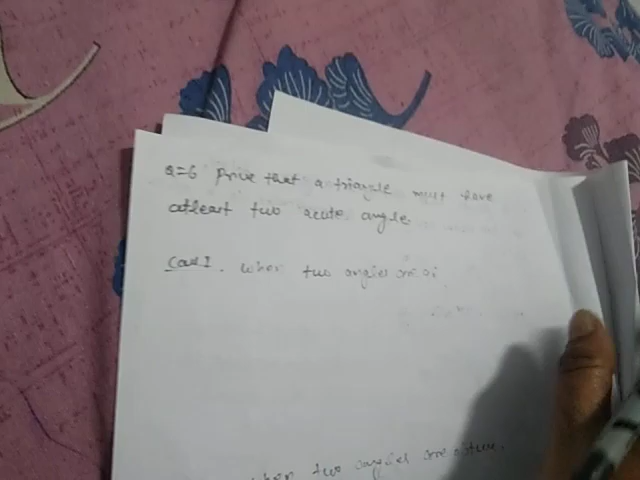 Q=6 Prove that a triangle must have
atleast two acute angle.
Case I. When two angles are
when two angles are obtuse.